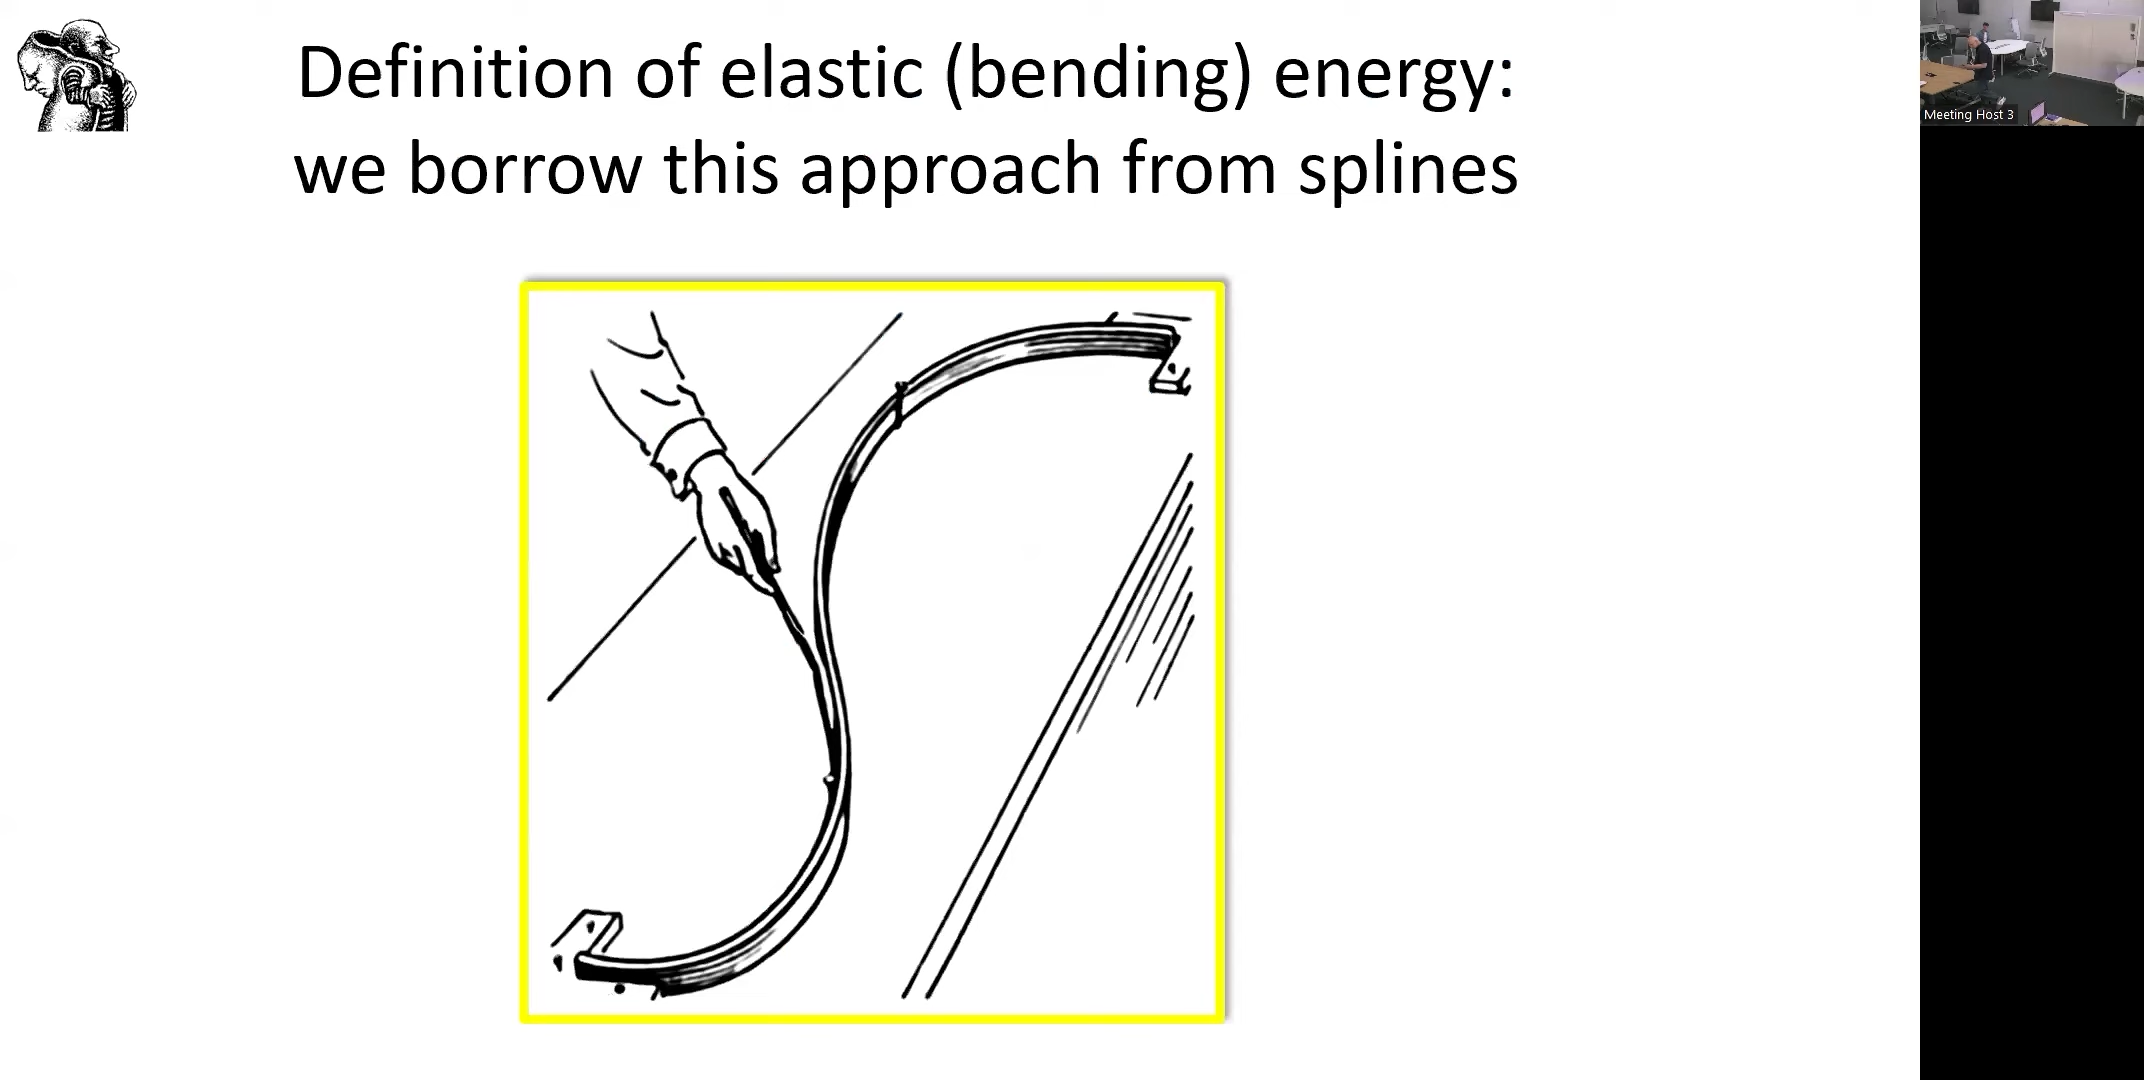 Definition of elastic (bending) energy:
we borrow this approach from splines
Meeting Host 3